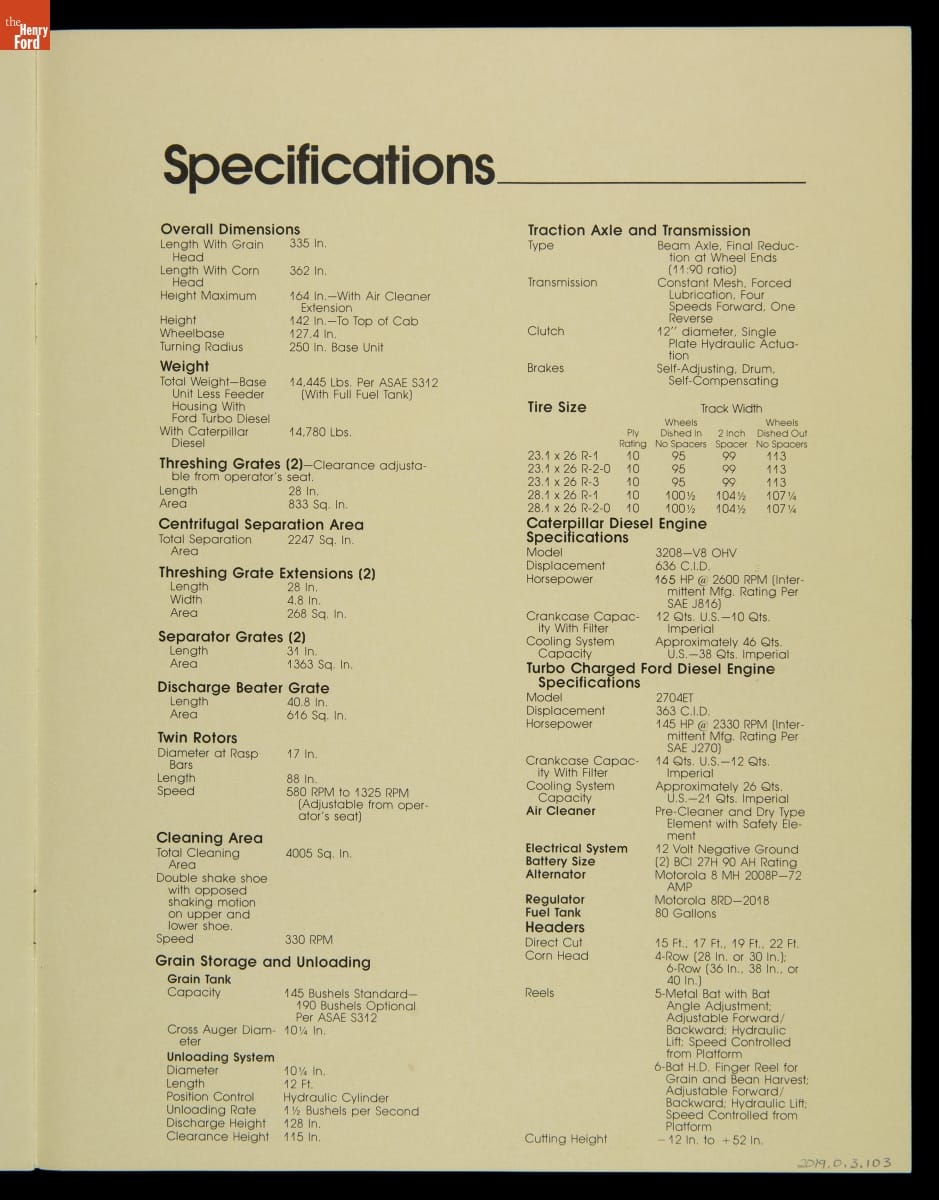 the
Henry
Ford
Specifications
Overall Dimensions
Length With Grain 335 In.
Head
Length With Corn 362 In.
Head
Height Maximum 164 In.—With Air Cleaner
Extension
Height 142 In.—To Top of Cab
Wheelbase 127.4 In.
Turning Radius 250 In. Base Unit
Weight
Total Weight—Base 14,445 Lbs. Per ASAE S312
Unit Less Feeder (With Full Fuel Tank)
Housing With
Ford Turbo Diesel
With Caterpillar 14,780 Lbs.
Diesel
Threshing Grates (2)—Clearance adjusta-
ble from operator's seat.
Length 28 In.
Area 833 Sq. In.
Centrifugal Separation Area
Total Separation 2247 Sq. In.
Area
Threshing Grate Extensions (2)
Length 28 In.
Width 4.8 In.
Area 268 Sq. In.
Separator Grates (2)
Length 31 In.
Area 1363 Sq. In.
Discharge Beater Grate
Length 40.8 In.
Area 616 Sq. In.
Twin Rotors
Diameter at Rasp 17 In.
Bars
Length 88 In.
Speed 580 RPM to 1325 RPM
(Adjustable from oper-
ator's seat)
Cleaning Area
Total Cleaning 4005 Sq. In.
Area
Double shake shoe
with opposed
shaking motion
on upper and
lower shoe.
Speed 330 RPM
Grain Storage and Unloading
Grain Tank
Capacity 145 Bushels Standard—
190 Bushels Optional
Per ASAE S312
Cross Auger Diam- 10¼ In.
eter
Unloading System
Diameter 10¼ In.
Length 12 Ft.
Position Control Hydraulic Cylinder
Unloading Rate 1½ Bushels per Second
Discharge Height 128 In.
Clearance Height 115 In.
Traction Axle and Transmission
Type Beam Axle, Final Reduc-
tion at Wheel Ends
(11:90 ratio)
Transmission Constant Mesh, Forced
Lubrication, Four
Speeds Forward, One
Reverse
Clutch 12″ diameter, Single
Plate Hydraulic Actua-
tion
Brakes Self-Adjusting, Drum,
Self-Compensating
Tire Size Track Width
Wheels Wheels
Ply Dished In 2 Inch Dished Out
Rating No Spacers Spacer No Spacers
23.1 x 26 R-1 10 95 99 113
23.1 x 26 R-2-0 10 95 99 113
23.1 x 26 R-3 10 95 99 113
28.1 x 26 R-1 10 100½ 104½ 107¼
28.1 x 26 R-2-0 10 100½ 104½ 107¼
Caterpillar Diesel Engine
Specifications
Model 3208—V8 OHV
Displacement 636 C.I.D.
Horsepower 165 HP @ 2600 RPM (Inter-
mittent Mfg. Rating Per
SAE J816)
Crankcase Capac- 12 Qts. U.S.—10 Qts.
ity With Filter Imperial
Cooling System Approximately 46 Qts.
Capacity U.S.—38 Qts. Imperial
Turbo Charged Ford Diesel Engine
Specifications
Model 2704ET
Displacement 363 C.I.D.
Horsepower 145 HP @ 2330 RPM (Inter-
mittent Mfg. Rating Per
SAE J270)
Crankcase Capac- 14 Qts. U.S.—12 Qts.
ity With Filter Imperial
Cooling System Approximately 26 Qts.
Capacity U.S.—21 Qts. Imperial
Air Cleaner Pre-Cleaner and Dry Type
Element with Safety Ele-
ment
Electrical System 12 Volt Negative Ground
Battery Size (2) BCI 27H 90 AH Rating
Alternator Motorola 8 MH 2008P—72
AMP
Regulator Motorola 8RD—2018
Fuel Tank 80 Gallons
Headers
Direct Cut 15 Ft., 17 Ft., 19 Ft., 22 Ft.
Corn Head 4-Row (28 In. or 30 In.);
6-Row (36 In., 38 In., or
40 In.)
Reels 5-Metal Bat with Bat
Angle Adjustment;
Adjustable Forward/
Backward; Hydraulic
Lift; Speed Controlled
from Platform
6-Bat H.D. Finger Reel for
Grain and Bean Harvest;
Adjustable Forward/
Backward; Hydraulic Lift;
Speed Controlled from
Platform
Cutting Height – 12 In. to +52 In.
2019.0.3.103